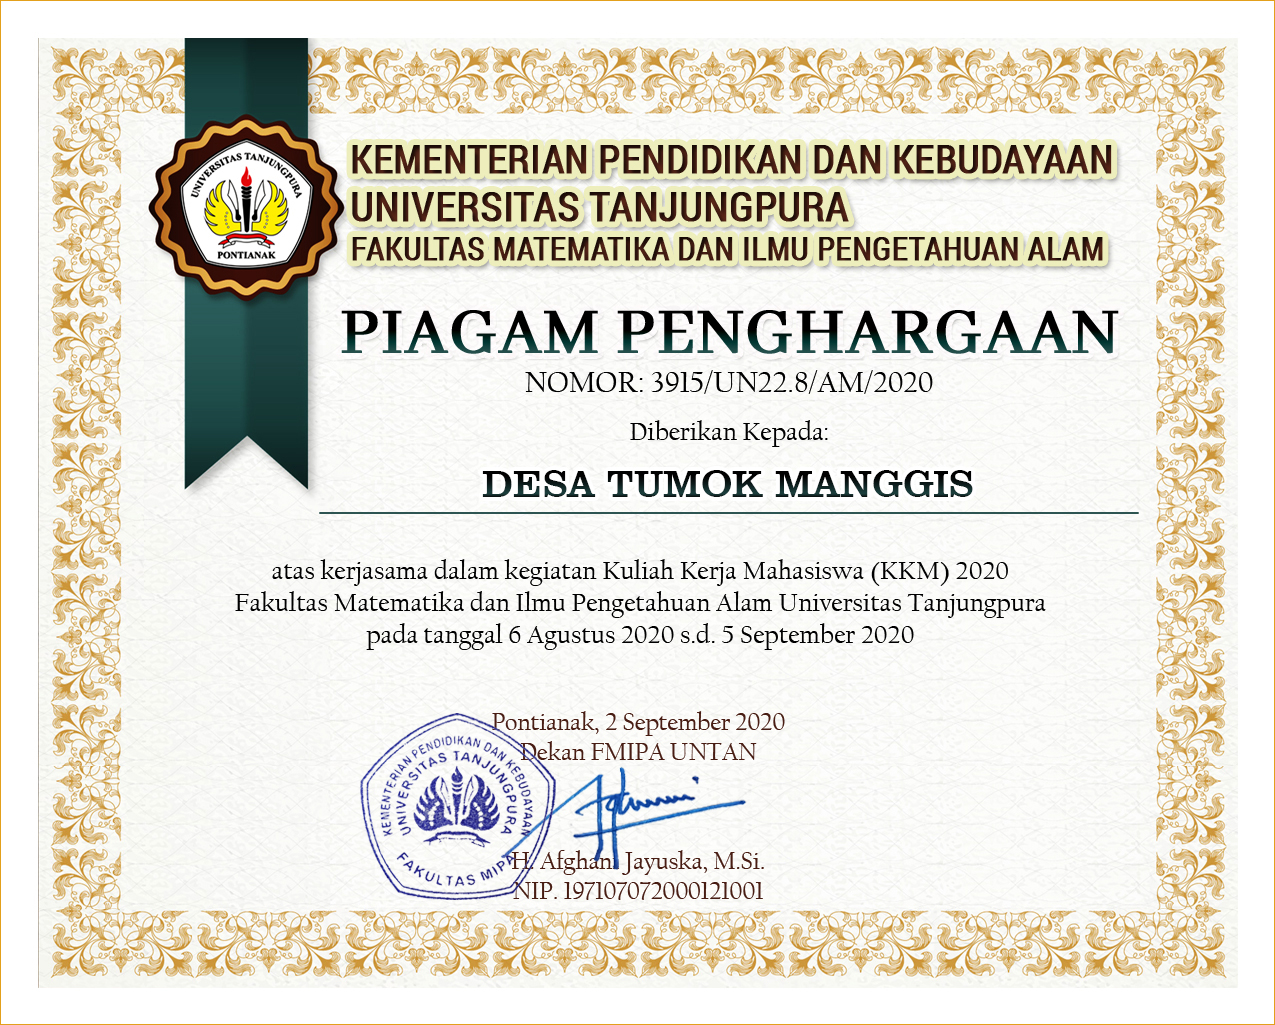 UNIVERSITAS TANJUNGPURA
PONTIANAK
KEMENTERIAN PENDIDIKAN DAN KEBUDAYAAN
UNIVERSITAS TANJUNGPURA
FAKULTAS MATEMATIKA DAN ILMU PENGETAHUAN ALAM
PIAGAM PENGHARGAAN
NOMOR: 3915/UN22.8/AM/2020
Diberikan Kepada:
DESA TUMOK MANGGIS
atas kerjasama dalam kegiatan Kuliah Kerja Mahasiswa (KKM) 2020
Fakultas Matematika dan Ilmu Pengetahuan Alam Universitas Tanjungpura
pada tanggal 6 Agustus 2020 s.d. 5 September 2020
Pontianak, 2 September 2020
Dekan FMIPA UNTAN
KEMENTERIAN PENDIDIKAN DAN KEBUDAYAAN
UNIVERSITAS TANJUNGPURA
FAKULTAS MIPA
H. Afghani Jayuska, M.Si.
NIP. 197107072000121001